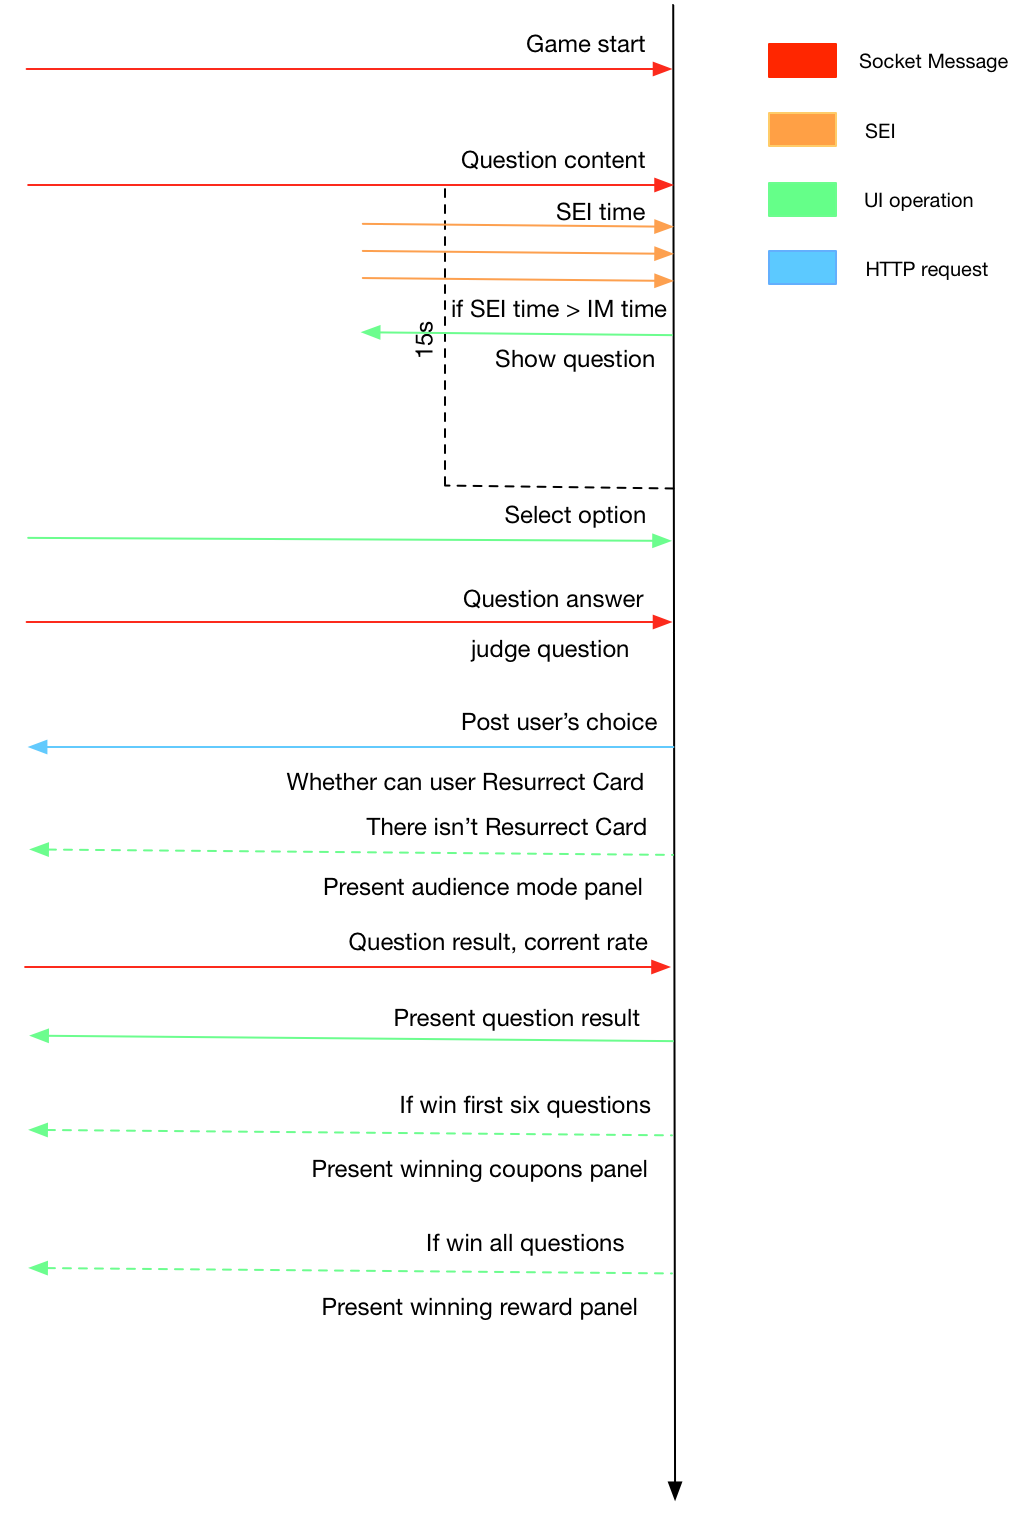 Game start
Socket Message
SEI
Question content
UI operation
SEI time
HTTP request
if SEI time > IM time
15s
Show question
Select option
Question answer
judge question
Post user’s choice
Whether can user Resurrect Card
There isn’t Resurrect Card
Present audience mode panel
Question result, corrent rate
Present question result
If win first six questions
Present winning coupons panel
If win all questions
Present winning reward panel